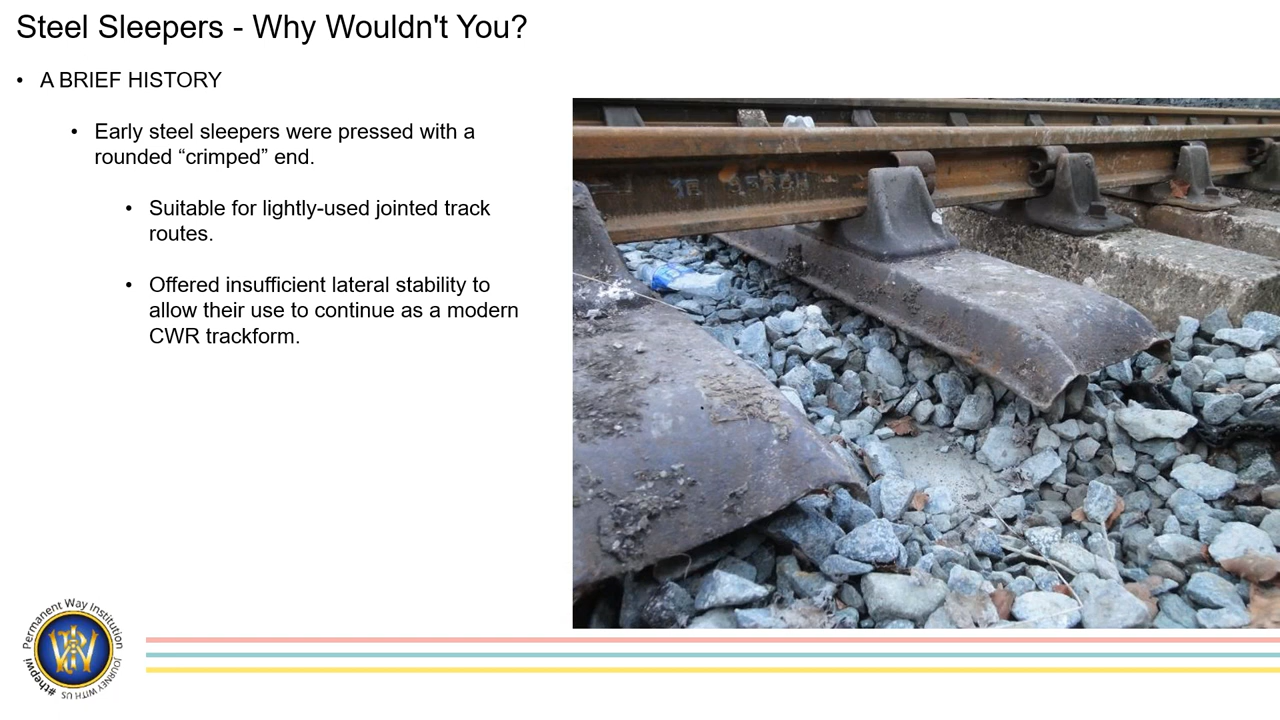 Steel Sleepers - Why Wouldn't You?
• A BRIEF HISTORY
• Early steel sleepers were pressed with a
rounded “crimped” end.
• Suitable for lightly-used jointed track
routes.
• Offered insufficient lateral stability to
allow their use to continue as a modern
CWR trackform.
Permanent Way Institution
#thepwi
JOURNEY WITH US